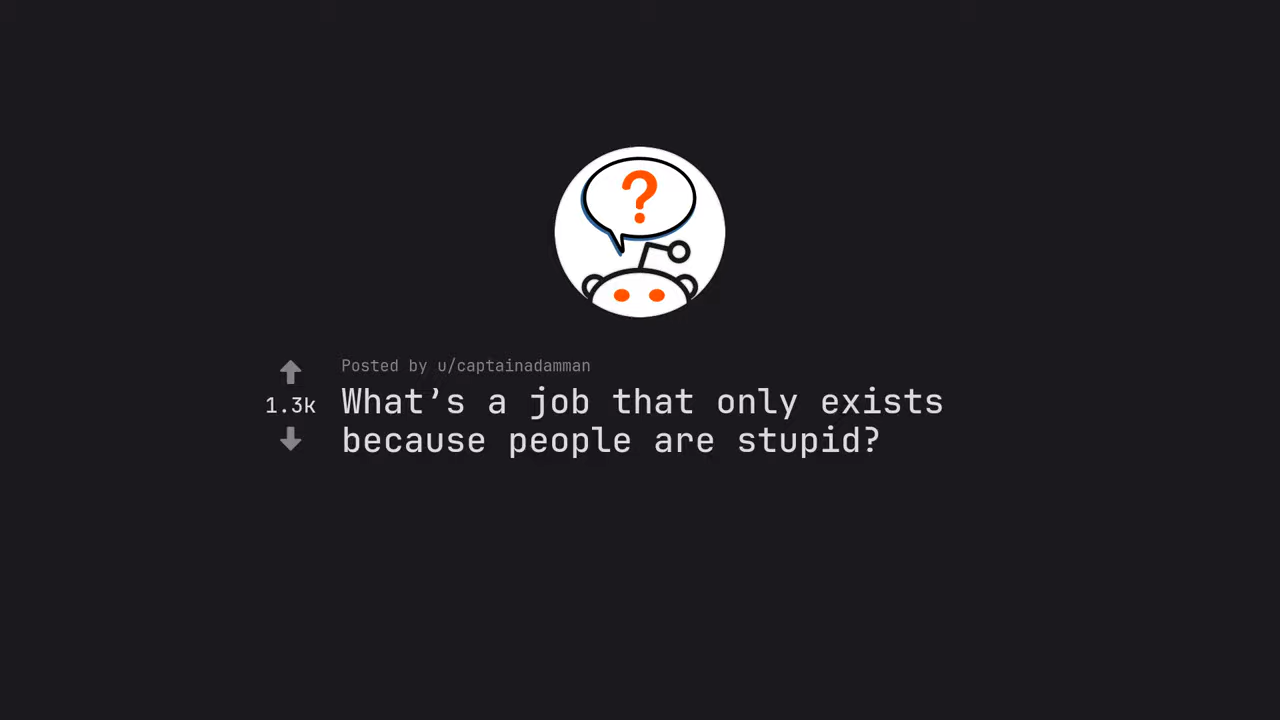 ?
Posted by u/captainadamman
1.3k
What’s a job that only exists
because people are stupid?